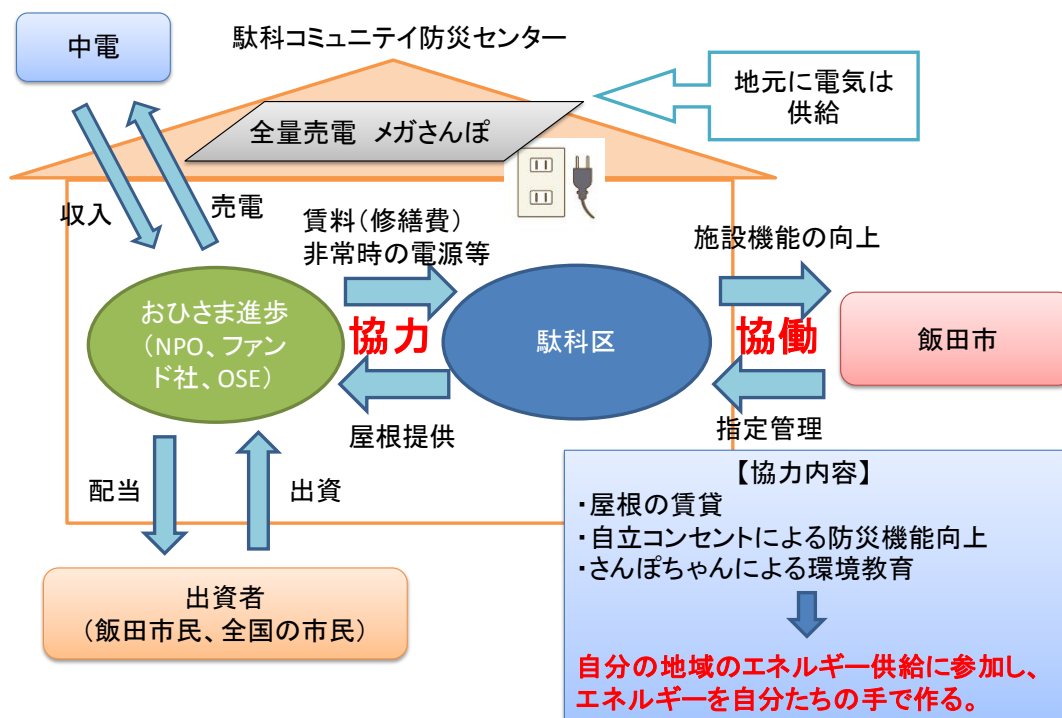 中電
駄科コミュニテイ防災センター
地元に電気は
供給
全量売電 メガさんぽ
収入
売電
賃料(修繕費)
非常時の電源等
施設機能の向上
おひさま進歩
(NPO、ファン
ド社、OSE)
協力
駄科区
協働
飯田市
屋根提供
指定管理
配当
出資
出資者
(飯田市民、全国の市民)
【協力内容】
・屋根の賃貸
・自立コンセントによる防災機能向上
・さんぽちゃんによる環境教育
自分の地域のエネルギー供給に参加し、
エネルギーを自分たちの手で作る。